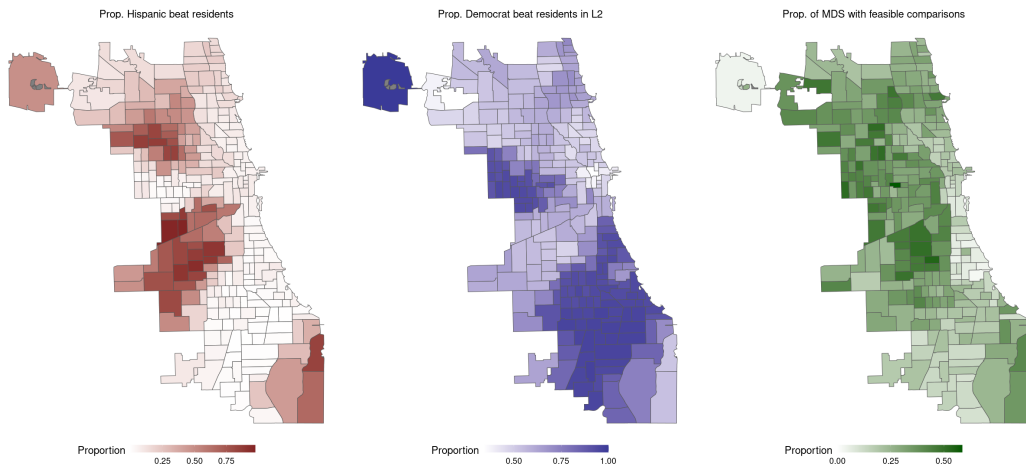 Prop. Hispanic beat residents
Prop. Democrat beat residents in L2
Prop. of MDS with feasible comparisons
Proportion
0.25 0.50 0.75
Proportion
0.50 0.75 1.00
Proportion
0.00 0.25 0.50